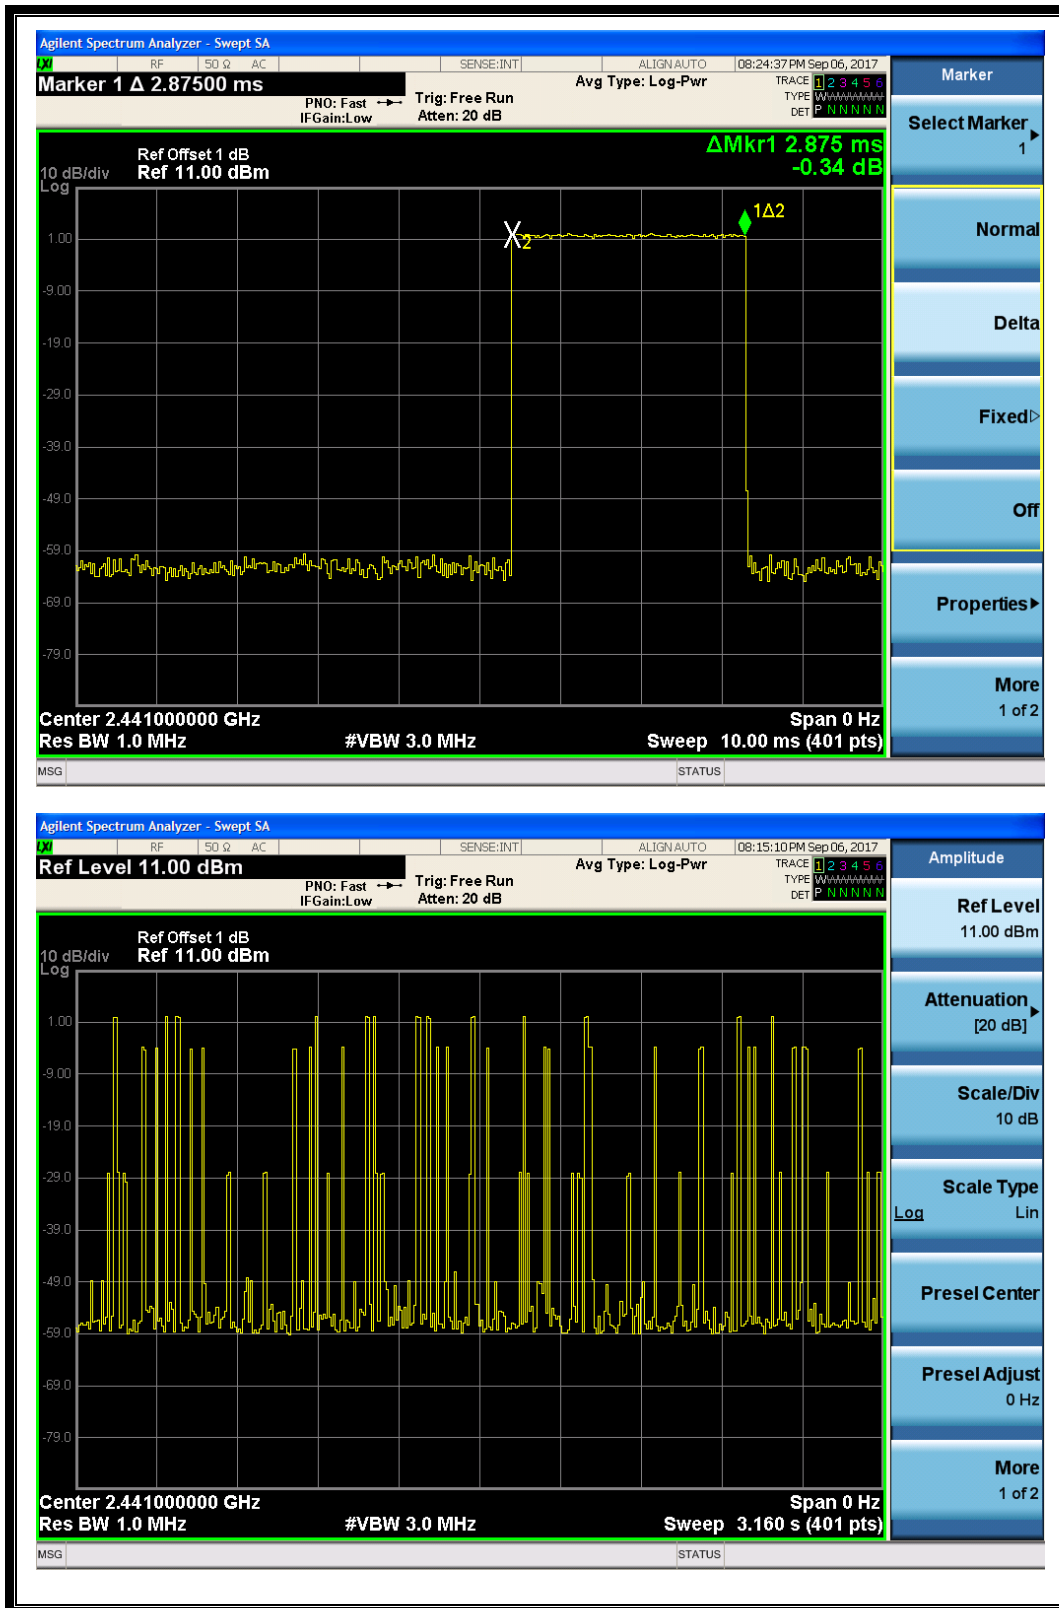 Agilent Spectrum Analyzer - Swept SA
LXI RF 50 Ω AC SENSE:INT ALIGNAUTO 08:24:37 PM Sep 06, 2017
Marker 1 Δ 2.87500 ms
PNO: Fast
IFGain:Low
Trig: Free Run
Atten: 20 dB
Avg Type: Log-Pwr
TRACE 1 2 3 4 5 6
TYPE
DET P N N N N N
ΔMkr1 2.875 ms
-0.34 dB
Ref Offset 1 dB
10 dB/div Ref 11.00 dBm
Log
1Δ2
2
1.00
-9.00
-19.0
-29.0
-39.0
-49.0
-59.0
-69.0
-79.0
Center 2.441000000 GHz Span 0 Hz
Res BW 1.0 MHz #VBW 3.0 MHz Sweep 10.00 ms (401 pts)
MSG STATUS
Marker
Select Marker
1
Normal
Delta
Fixed
Off
Properties
More
1 of 2
Agilent Spectrum Analyzer - Swept SA
LXI RF 50 Ω AC SENSE:INT ALIGNAUTO 08:15:10 PM Sep 06, 2017
Ref Level 11.00 dBm
PNO: Fast
IFGain:Low
Trig: Free Run
Atten: 20 dB
Avg Type: Log-Pwr
TRACE 1 2 3 4 5 6
TYPE
DET P N N N N N
Ref Offset 1 dB
10 dB/div Ref 11.00 dBm
Log
1.00
-9.00
-19.0
-29.0
-39.0
-49.0
-59.0
-69.0
-79.0
Center 2.441000000 GHz Span 0 Hz
Res BW 1.0 MHz #VBW 3.0 MHz Sweep 3.160 s (401 pts)
MSG STATUS
Amplitude
Ref Level
11.00 dBm
Attenuation
[20 dB]
Scale/Div
10 dB
Scale Type
Log Lin
Presel Center
Presel Adjust
0 Hz
More
1 of 2